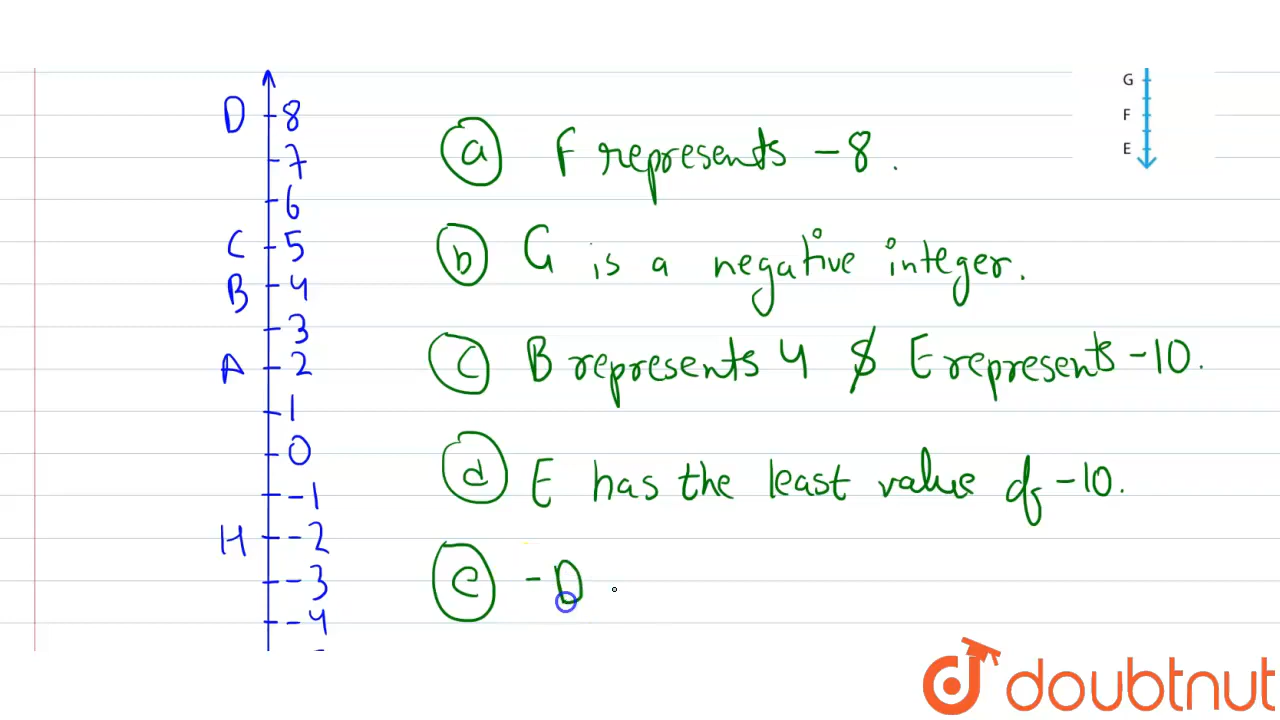 D 8
7
6
C 5
B 4
3
A 2
1
0
-1
H -2
-3
-4
G
F
E
a F represents -8.
b G is a negative integer.
c B represents 4 & E represents -10.
d E has the least value of -10.
e -D
doubtnut